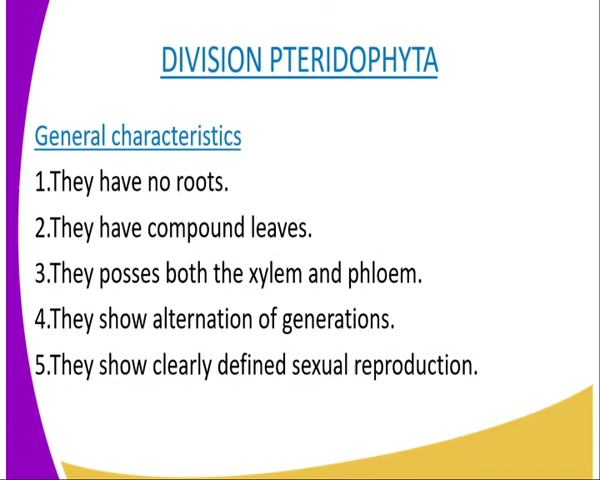 DIVISION PTERIDOPHYTA
General characteristics
1.They have no roots.
2.They have compound leaves.
3.They posses both the xylem and phloem.
4.They show alternation of generations.
5.They show clearly defined sexual reproduction.